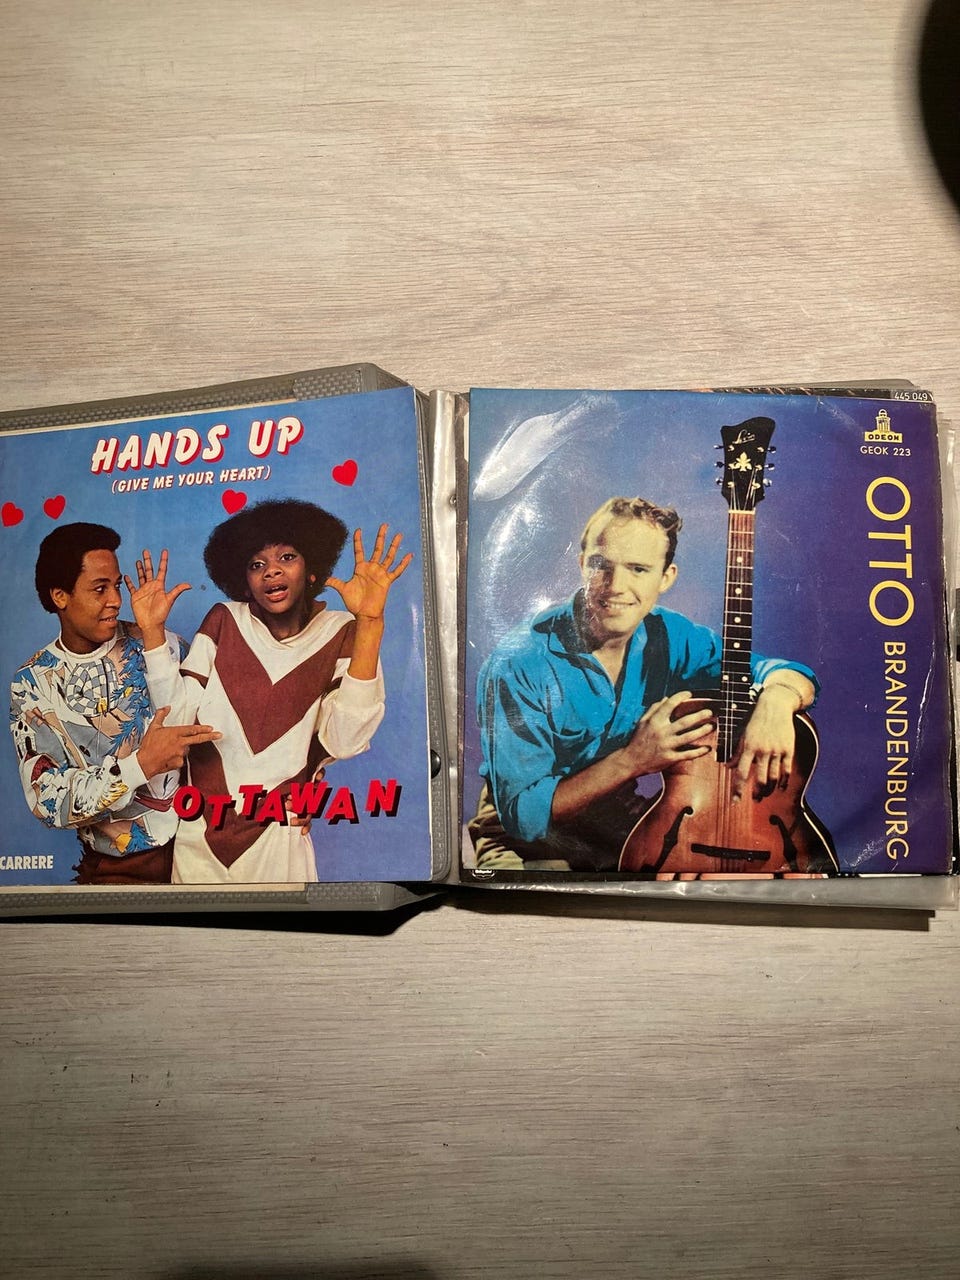 HANDS UP
(GIVE ME YOUR HEART)
OTTAWAN
CARRERE
445 049
ODEON
GEOK 223
OTTO BRANDENBURG